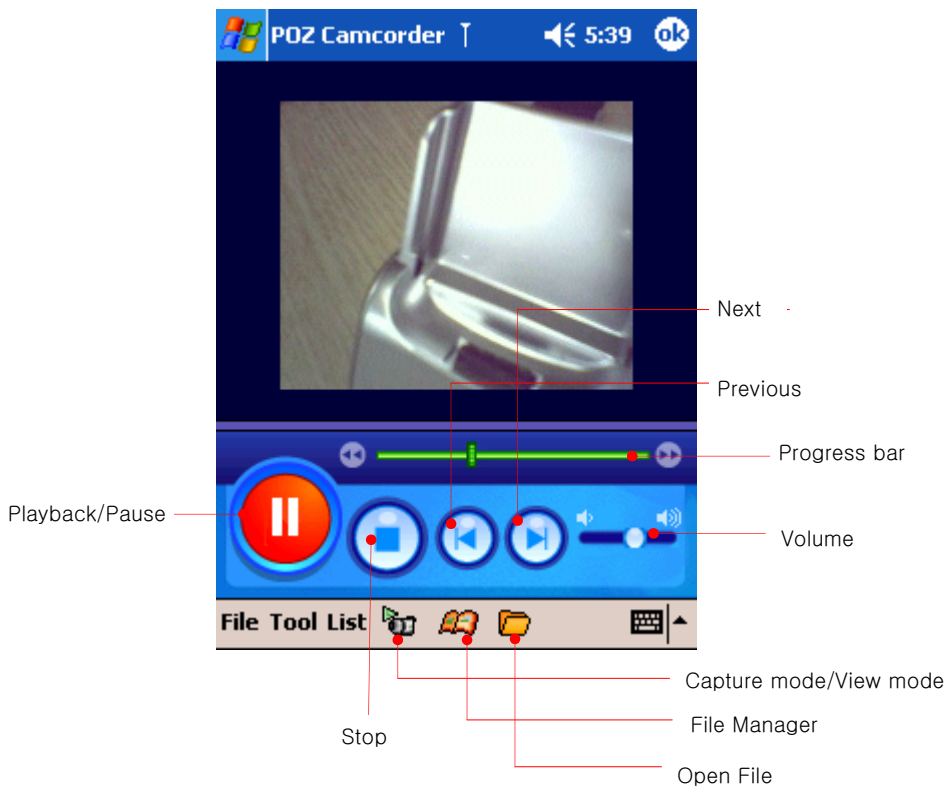 POZ Camcorder 5:39 ok
Next
Previous
Progress bar
Playback/Pause
Volume
File Tool List
Capture mode/View mode
File Manager
Stop
Open File